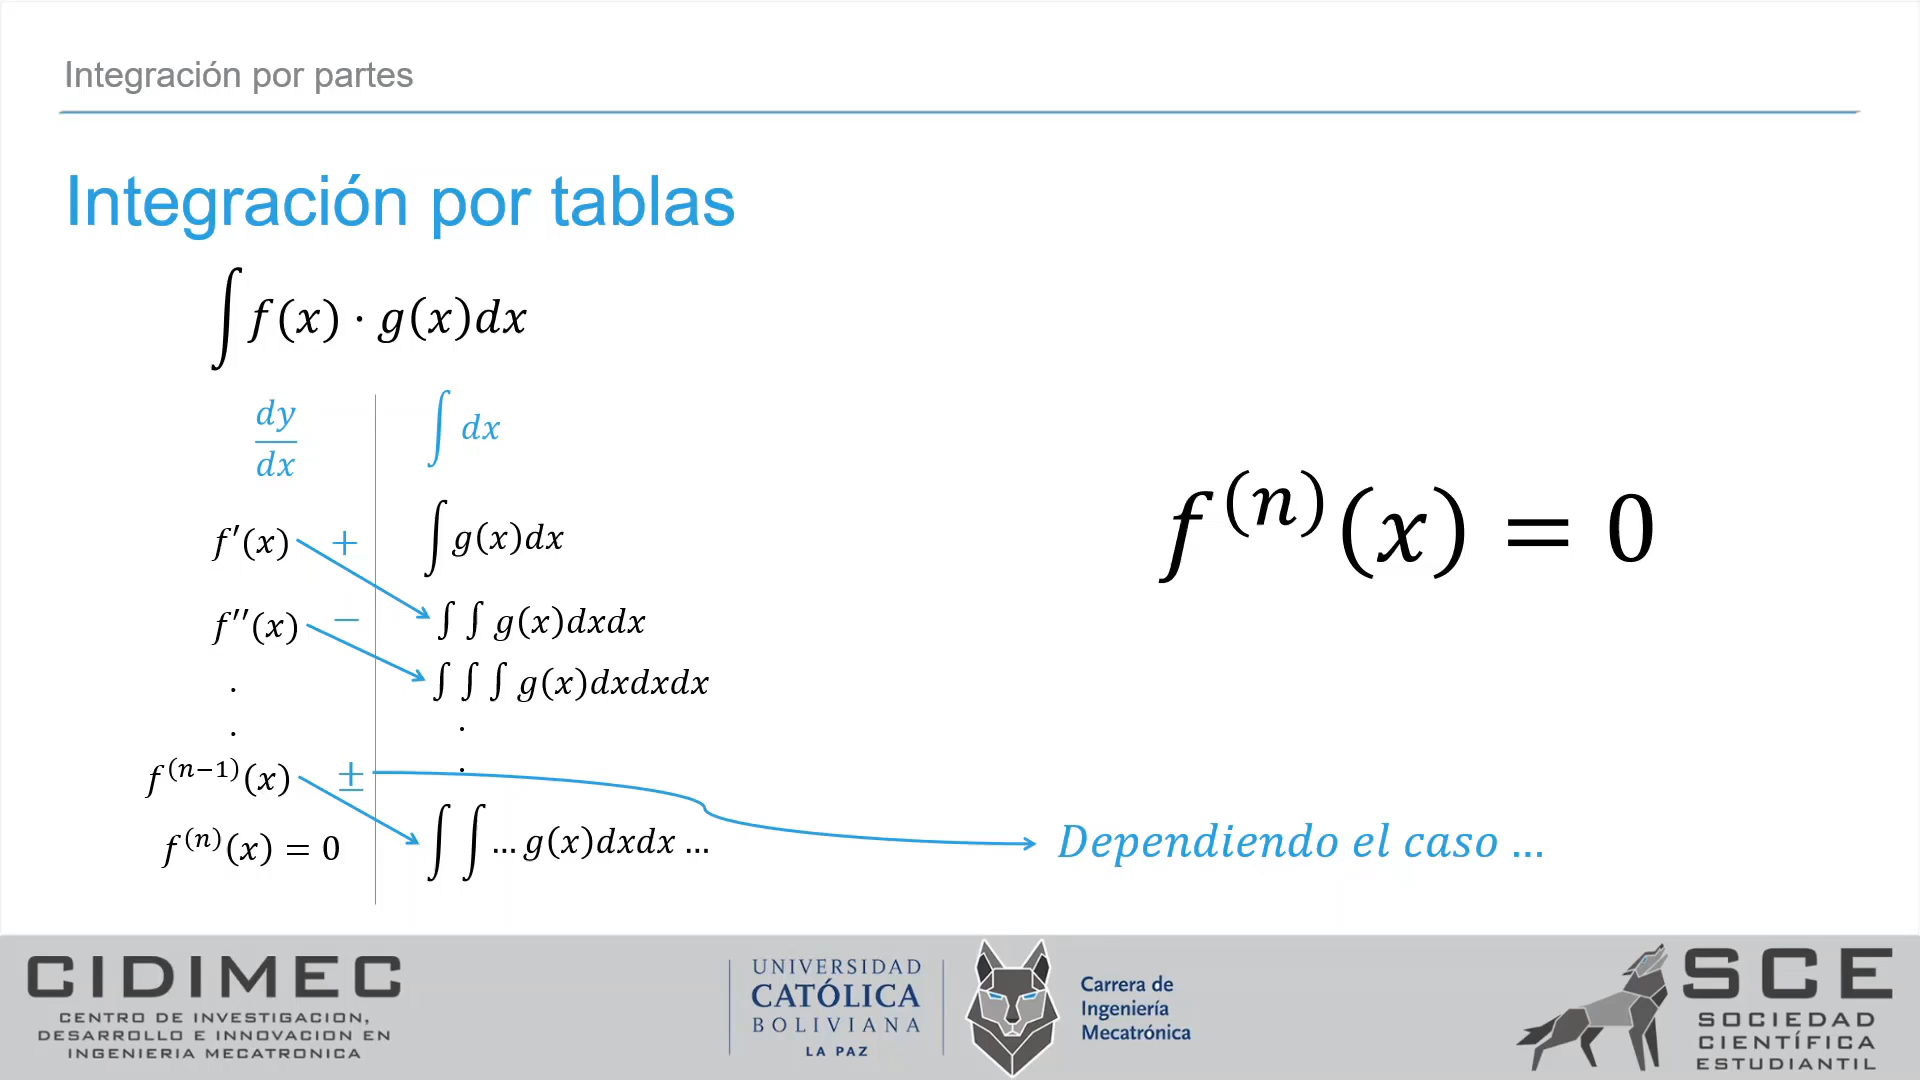 Integración por partes
Integración por tablas
∫ f(x) · g(x)dx
dy/dx ∫ dx
f′(x) + ∫ g(x)dx
f′′(x) − ∫ ∫ g(x)dxdx
. ∫ ∫ ∫ g(x)dxdxdx
. .
f^(n−1)(x) ± .
f^(n)(x) = 0 ∫ ∫ ... g(x)dxdx ...
f^(n)(x) = 0
Dependiendo el caso ...
CIDIMEC
CENTRO DE INVESTIGACION,
DESARROLLO E INNOVACION EN
INGENIERIA MECATRONICA
UNIVERSIDAD
CATÓLICA
BOLIVIANA
LA PAZ
Carrera de
Ingeniería
Mecatrónica
SCE
SOCIEDAD
CIENTÍFICA
ESTUDIANTIL